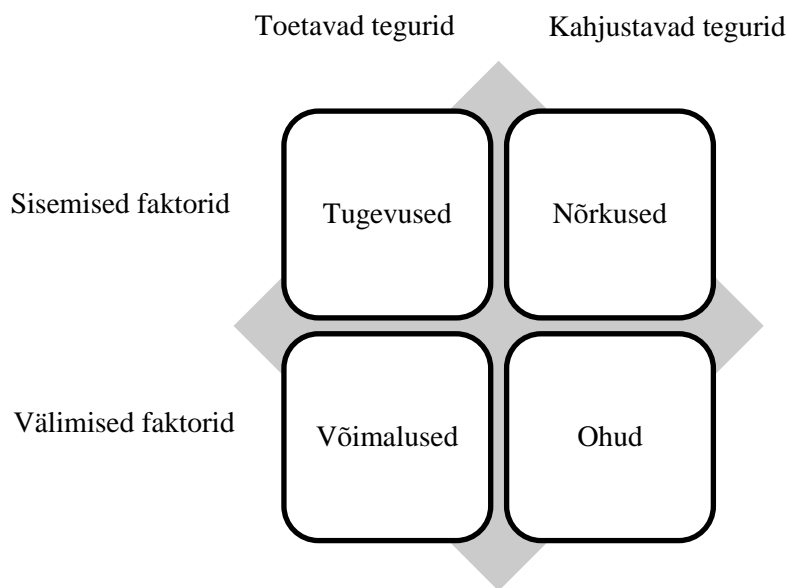 Toetavad tegurid
Kahjustavad tegurid
Sisemised faktorid
Tugevused
Nõrkused
Välimised faktorid
Võimalused
Ohud